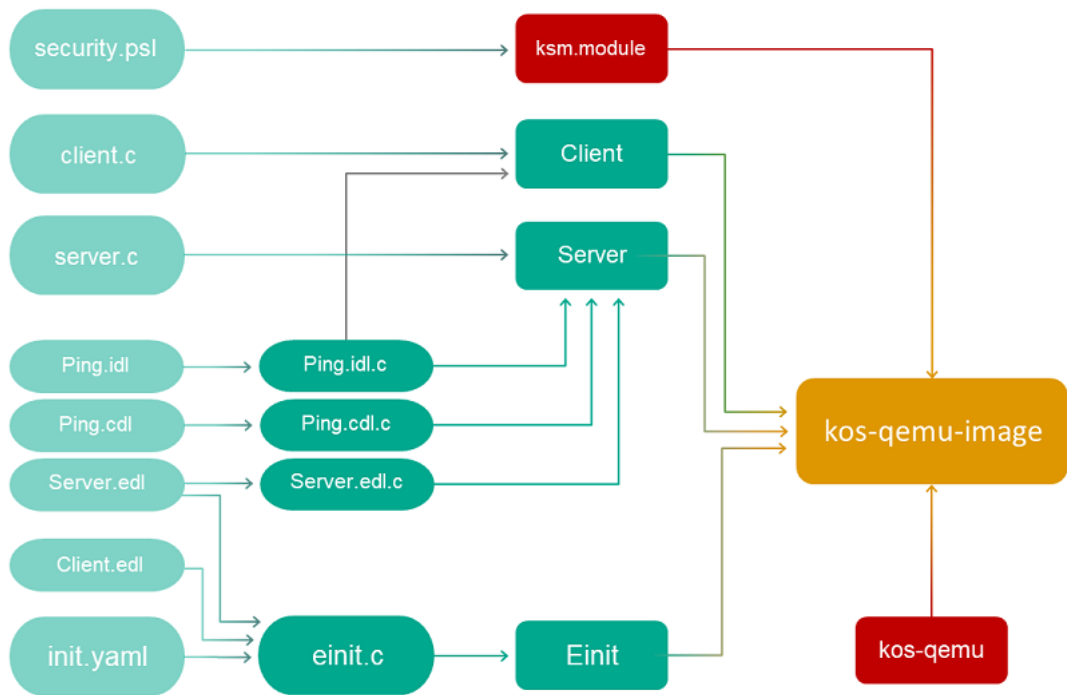 security.psl
ksm.module
client.c
Client
server.c
Server
Ping.idl
Ping.idl.c
Ping.cdl
Ping.cdl.c
kos-qemu-image
Server.edl
Server.edl.c
Client.edl
init.yaml
einit.c
Einit
kos-qemu